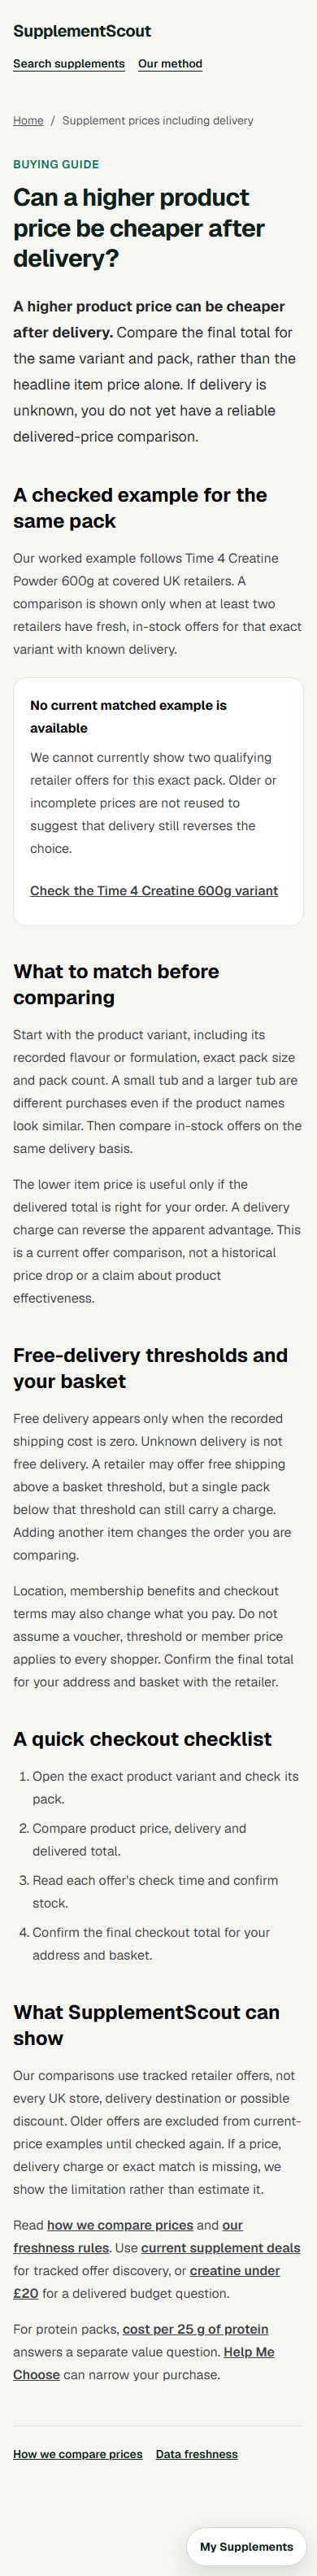 SupplementScout
Search supplements Our method
Home / Supplement prices including delivery
BUYING GUIDE
Can a higher product
price be cheaper after
delivery?
A higher product price can be cheaper
after delivery. Compare the final total for
the same variant and pack, rather than the
headline item price alone. If delivery is
unknown, you do not yet have a reliable
delivered-price comparison.
A checked example for the
same pack
Our worked example follows Time 4 Creatine
Powder 600g at covered UK retailers. A
comparison is shown only when at least two
retailers have fresh, in-stock offers for that exact
variant with known delivery.
No current matched example is
available
We cannot currently show two qualifying
retailer offers for this exact pack. Older or
incomplete prices are not reused to
suggest that delivery still reverses the
choice.
Check the Time 4 Creatine 600g variant
What to match before
comparing
Start with the product variant, including its
recorded flavour or formulation, exact pack size
and pack count. A small tub and a larger tub are
different purchases even if the product names
look similar. Then compare in-stock offers on the
same delivery basis.
The lower item price is useful only if the
delivered total is right for your order. A delivery
charge can reverse the apparent advantage. This
is a current offer comparison, not a historical
price drop or a claim about product
effectiveness.
Free-delivery thresholds and
your basket
Free delivery appears only when the recorded
shipping cost is zero. Unknown delivery is not
free delivery. A retailer may offer free shipping
above a basket threshold, but a single pack
below that threshold can still carry a charge.
Adding another item changes the order you are
comparing.
Location, membership benefits and checkout
terms may also change what you pay. Do not
assume a voucher, threshold or member price
applies to every shopper. Confirm the final total
for your address and basket with the retailer.
A quick checkout checklist
1. Open the exact product variant and check its
pack.
2. Compare product price, delivery and
delivered total.
3. Read each offer's check time and confirm
stock.
4. Confirm the final checkout total for your
address and basket.
What SupplementScout can
show
Our comparisons use tracked retailer offers, not
every UK store, delivery destination or possible
discount. Older offers are excluded from current-
price examples until checked again. If a price,
delivery charge or exact match is missing, we
show the limitation rather than estimate it.
Read how we compare prices and our
freshness rules. Use current supplement deals
for tracked offer discovery, or creatine under
£20 for a delivered budget question.
For protein packs, cost per 25 g of protein
answers a separate value question. Help Me
Choose can narrow your purchase.
How we compare prices Data freshness
My Supplements